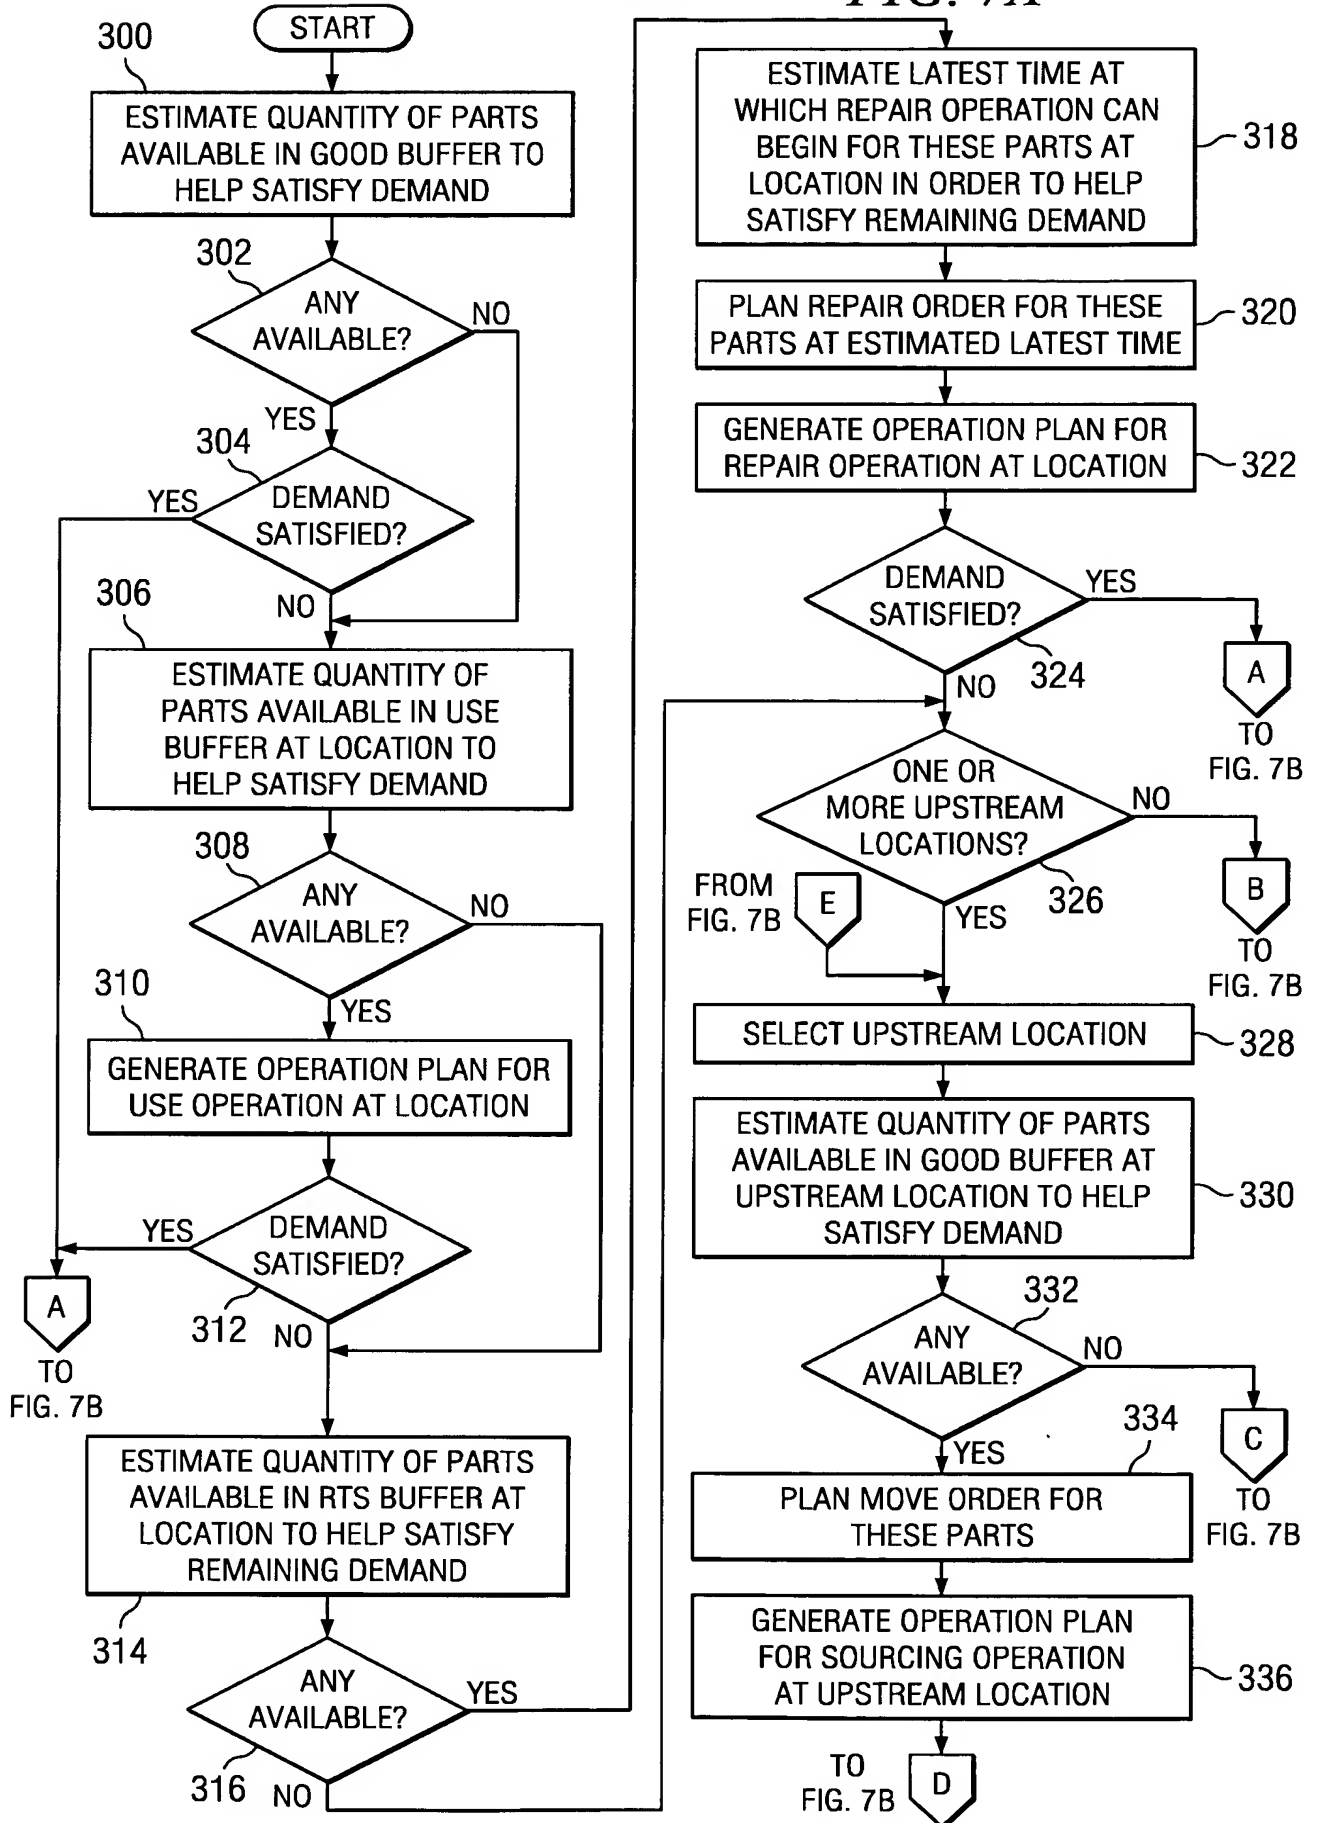 FIG. 7A
START
300
ESTIMATE QUANTITY OF PARTS
AVAILABLE IN GOOD BUFFER TO
HELP SATISFY DEMAND
302
ANY
AVAILABLE?
NO
YES
304
DEMAND
SATISFIED?
YES
NO
306
ESTIMATE QUANTITY OF
PARTS AVAILABLE IN USE
BUFFER AT LOCATION TO
HELP SATISFY DEMAND
308
ANY
AVAILABLE?
NO
YES
310
GENERATE OPERATION PLAN FOR
USE OPERATION AT LOCATION
DEMAND
SATISFIED?
YES
312
NO
A
TO
FIG. 7B
ESTIMATE QUANTITY OF PARTS
AVAILABLE IN RTS BUFFER AT
LOCATION TO HELP SATISFY
REMAINING DEMAND
314
ANY
AVAILABLE?
YES
316
NO
ESTIMATE LATEST TIME AT
WHICH REPAIR OPERATION CAN
BEGIN FOR THESE PARTS AT
LOCATION IN ORDER TO HELP
SATISFY REMAINING DEMAND
318
PLAN REPAIR ORDER FOR THESE
PARTS AT ESTIMATED LATEST TIME
320
GENERATE OPERATION PLAN FOR
REPAIR OPERATION AT LOCATION
322
DEMAND
SATISFIED?
YES
324
NO
A
TO
FIG. 7B
ONE OR
MORE UPSTREAM
LOCATIONS?
NO
326
YES
B
TO
FIG. 7B
FROM
FIG. 7B
E
SELECT UPSTREAM LOCATION
328
ESTIMATE QUANTITY OF PARTS
AVAILABLE IN GOOD BUFFER AT
UPSTREAM LOCATION TO HELP
SATISFY DEMAND
330
332
ANY
AVAILABLE?
NO
YES
C
TO
FIG. 7B
334
PLAN MOVE ORDER FOR
THESE PARTS
GENERATE OPERATION PLAN
FOR SOURCING OPERATION
AT UPSTREAM LOCATION
336
TO
FIG. 7B
D